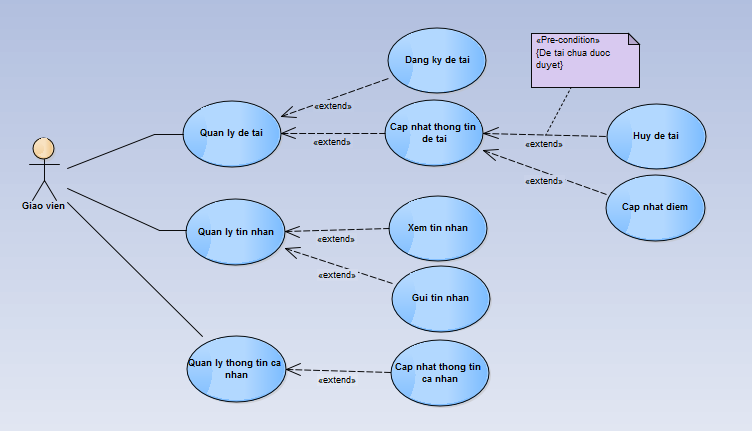 «Pre-condition»
{De tai chua duoc
duyet}
Dang ky de tai
«extend»
Quan ly de tai
Cap nhat thong tin
de tai
«extend»
Huy de tai
«extend»
Giao vien
«extend»
Cap nhat diem
Quan ly tin nhan
Xem tin nhan
«extend»
«extend»
Gui tin nhan
Quan ly thong tin ca
nhan
Cap nhat thong tin
ca nhan
«extend»